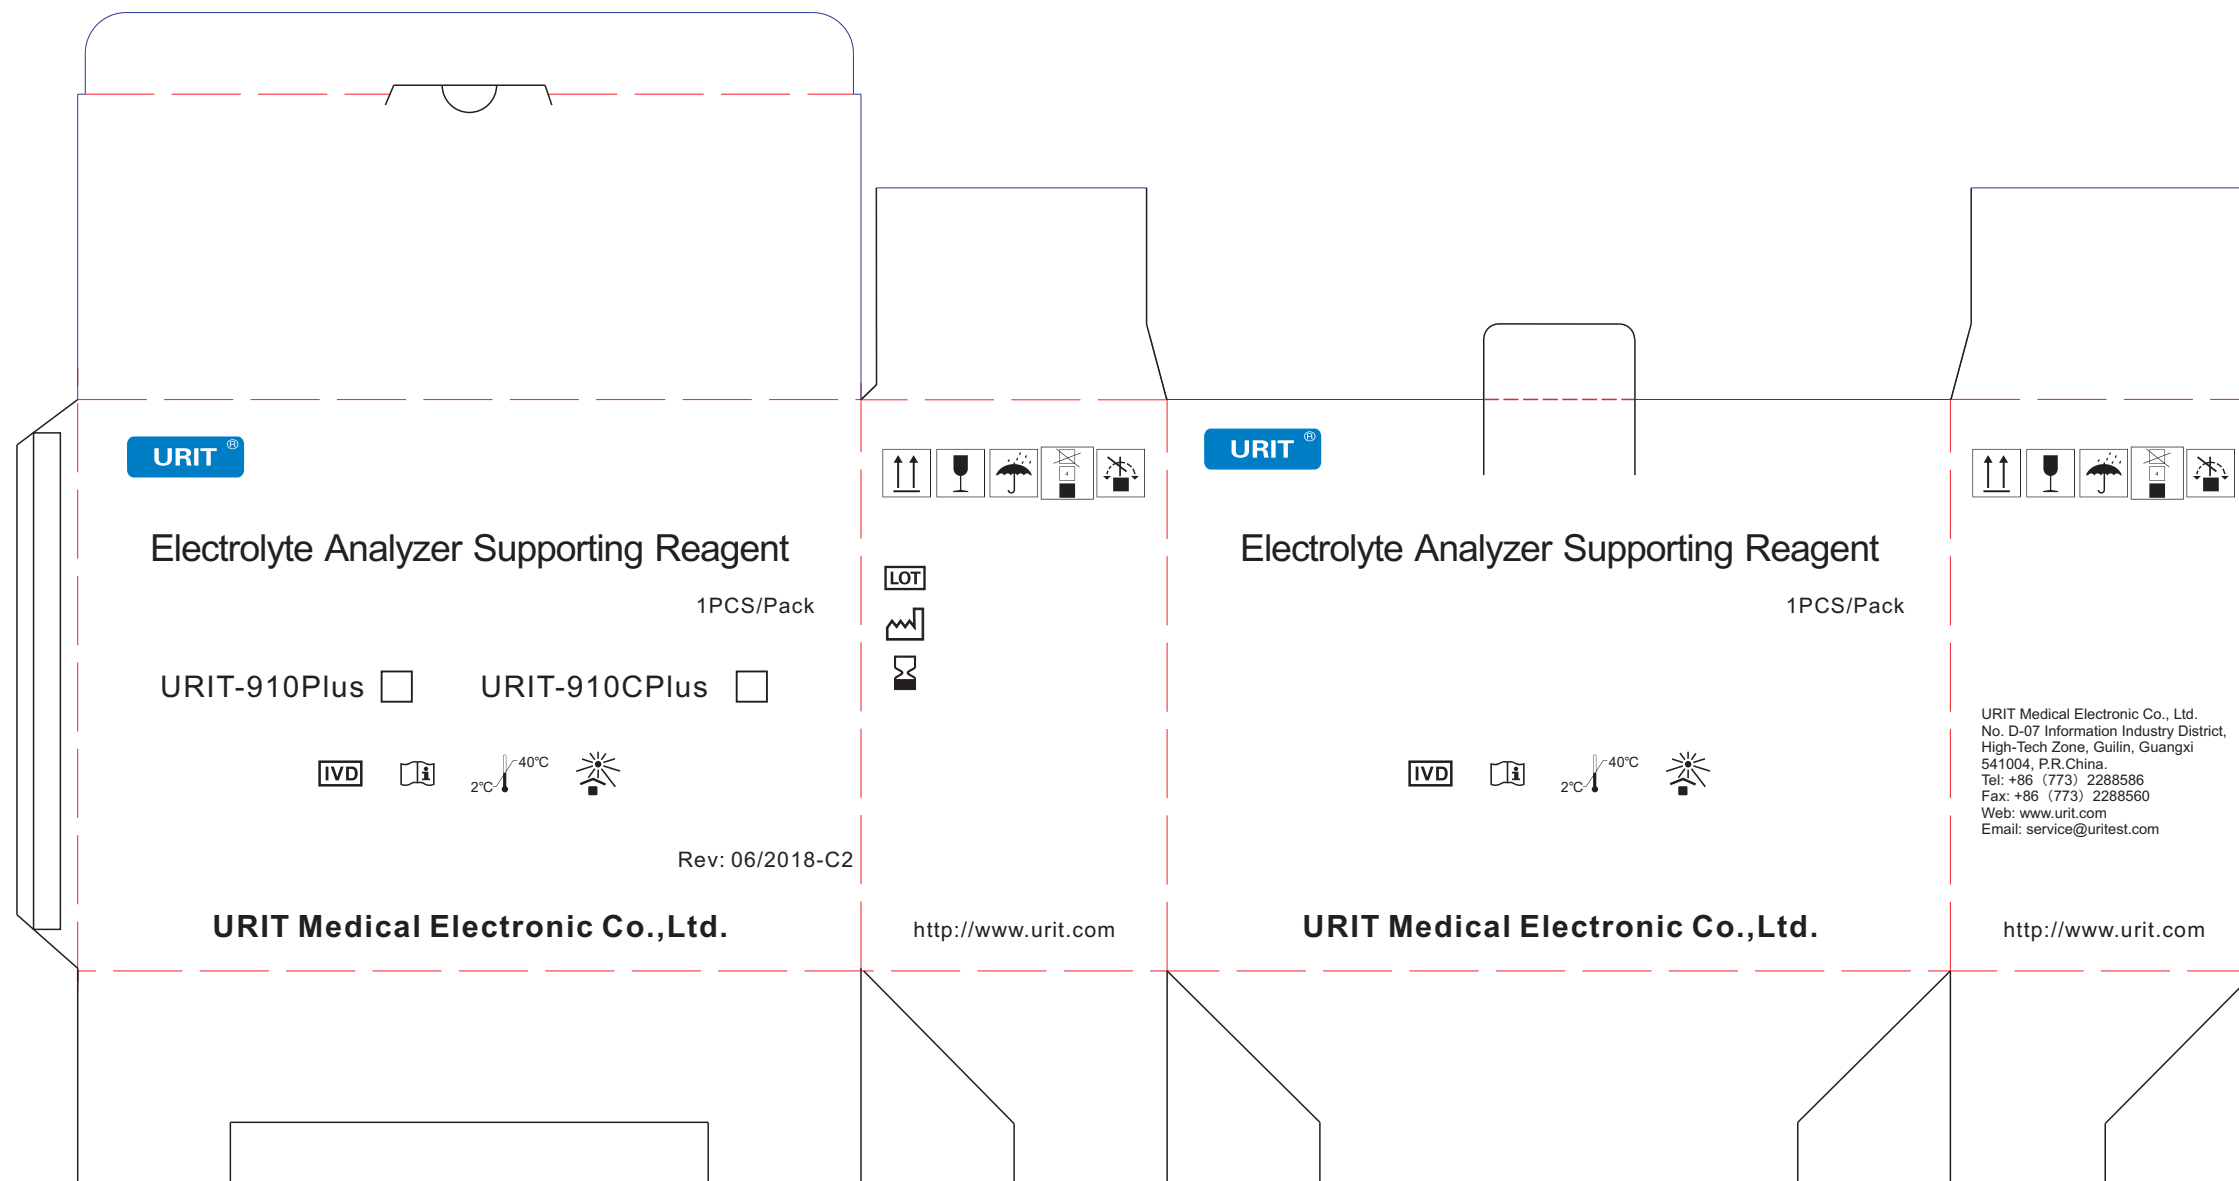 URIT ®
Electrolyte Analyzer Supporting Reagent
1PCS/Pack
URIT-910Plus
URIT-910CPlus
IVD
i
2℃
40℃
Rev: 06/2018-C2
URIT Medical Electronic Co.,Ltd.
4
LOT
http://www.urit.com
URIT ®
Electrolyte Analyzer Supporting Reagent
1PCS/Pack
IVD
i
2℃
40℃
URIT Medical Electronic Co.,Ltd.
4
URIT Medical Electronic Co., Ltd.
No. D-07 Information Industry District,
High-Tech Zone, Guilin, Guangxi
541004, P.R.China.
Tel: +86（773）2288586
Fax: +86（773）2288560
Web: www.urit.com
Email: service@uritest.com
http://www.urit.com